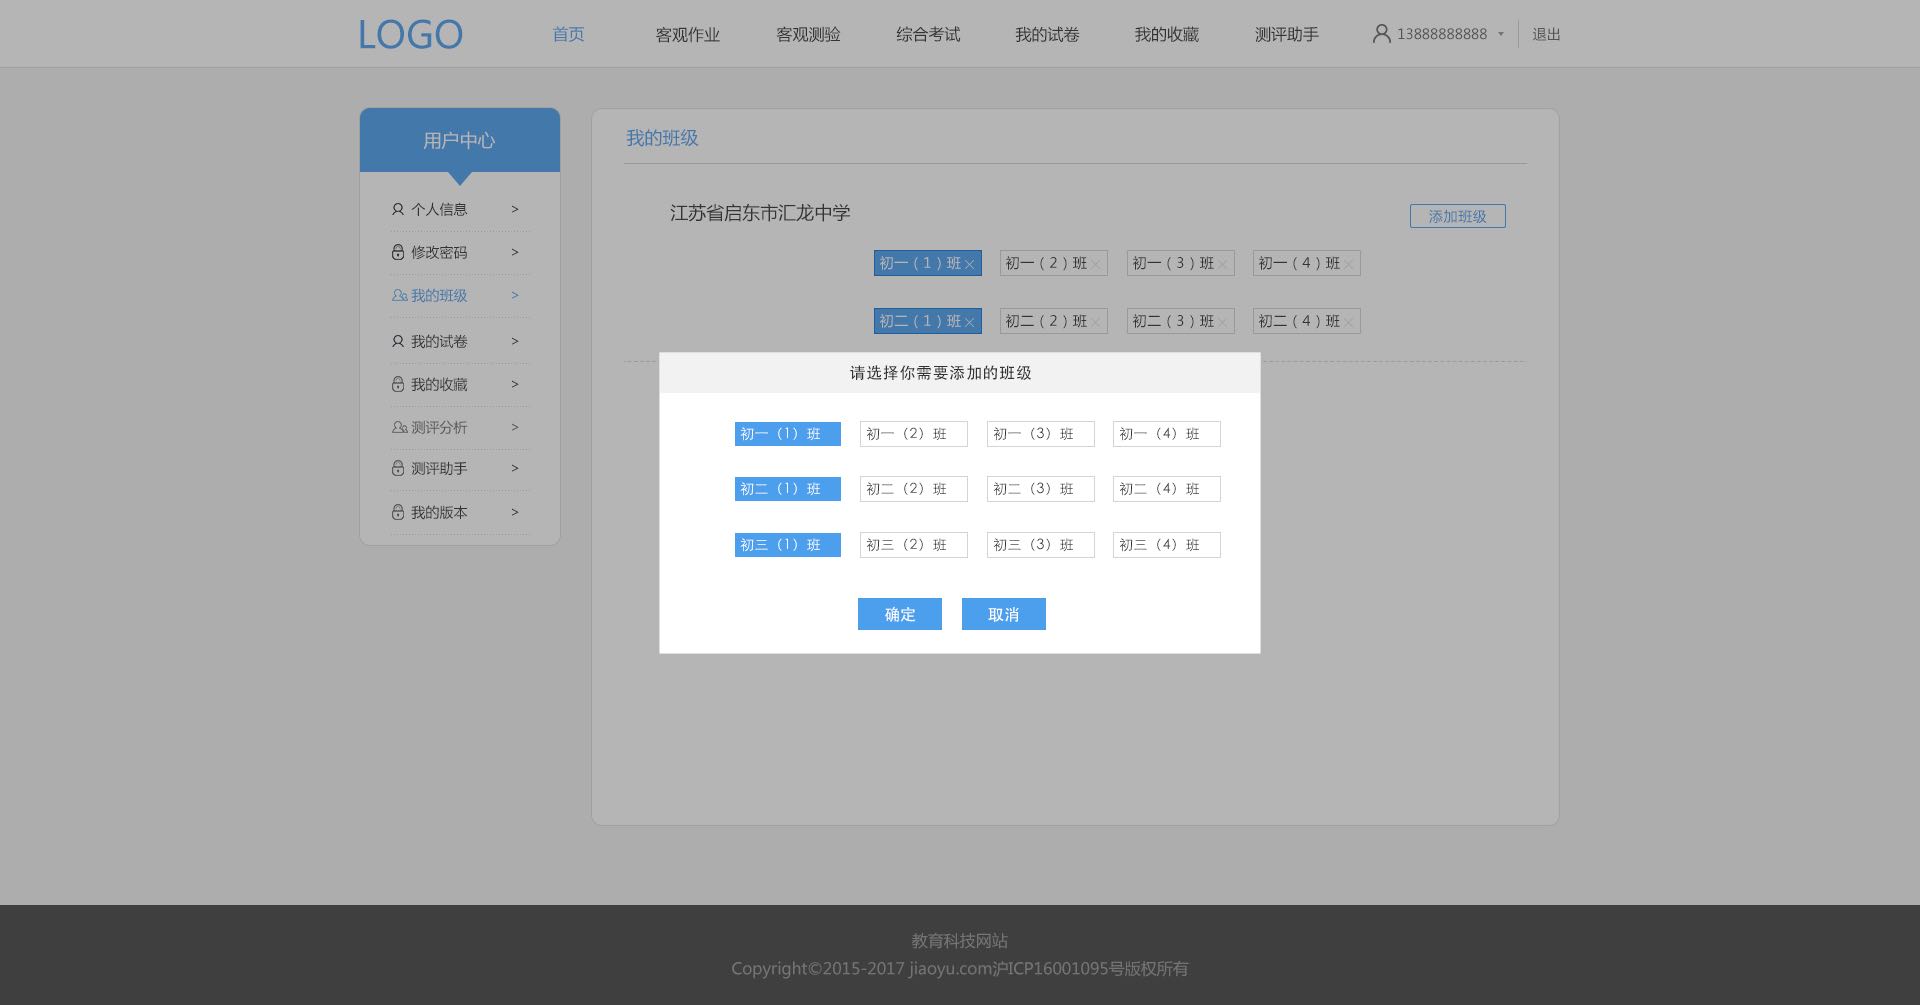 LOGO 首页 客观作业 客观测验 综合考试 我的试卷 我的收藏 测评助手 13888888888 退出
用户中心
个人信息 >
修改密码 >
我的班级 >
我的试卷 >
我的收藏 >
测评分析 >
测评助手 >
我的版本 >
我的班级
江苏省启东市汇龙中学 添加班级
初一 ( 1 ) 班× 初一 ( 2 ) 班× 初一 ( 3 ) 班× 初一 ( 4 ) 班×
初二 ( 1 ) 班× 初二 ( 2 ) 班× 初二 ( 3 ) 班× 初二 ( 4 ) 班×
请选择你需要添加的班级
初一（1）班 初一（2）班 初一（3）班 初一（4）班
初二（1）班 初二（2）班 初二（3）班 初二（4）班
初三（1）班 初三（2）班 初三（3）班 初三（4）班
确定 取消
教育科技网站
Copyright©2015-2017 jiaoyu.com沪ICP16001095号版权所有